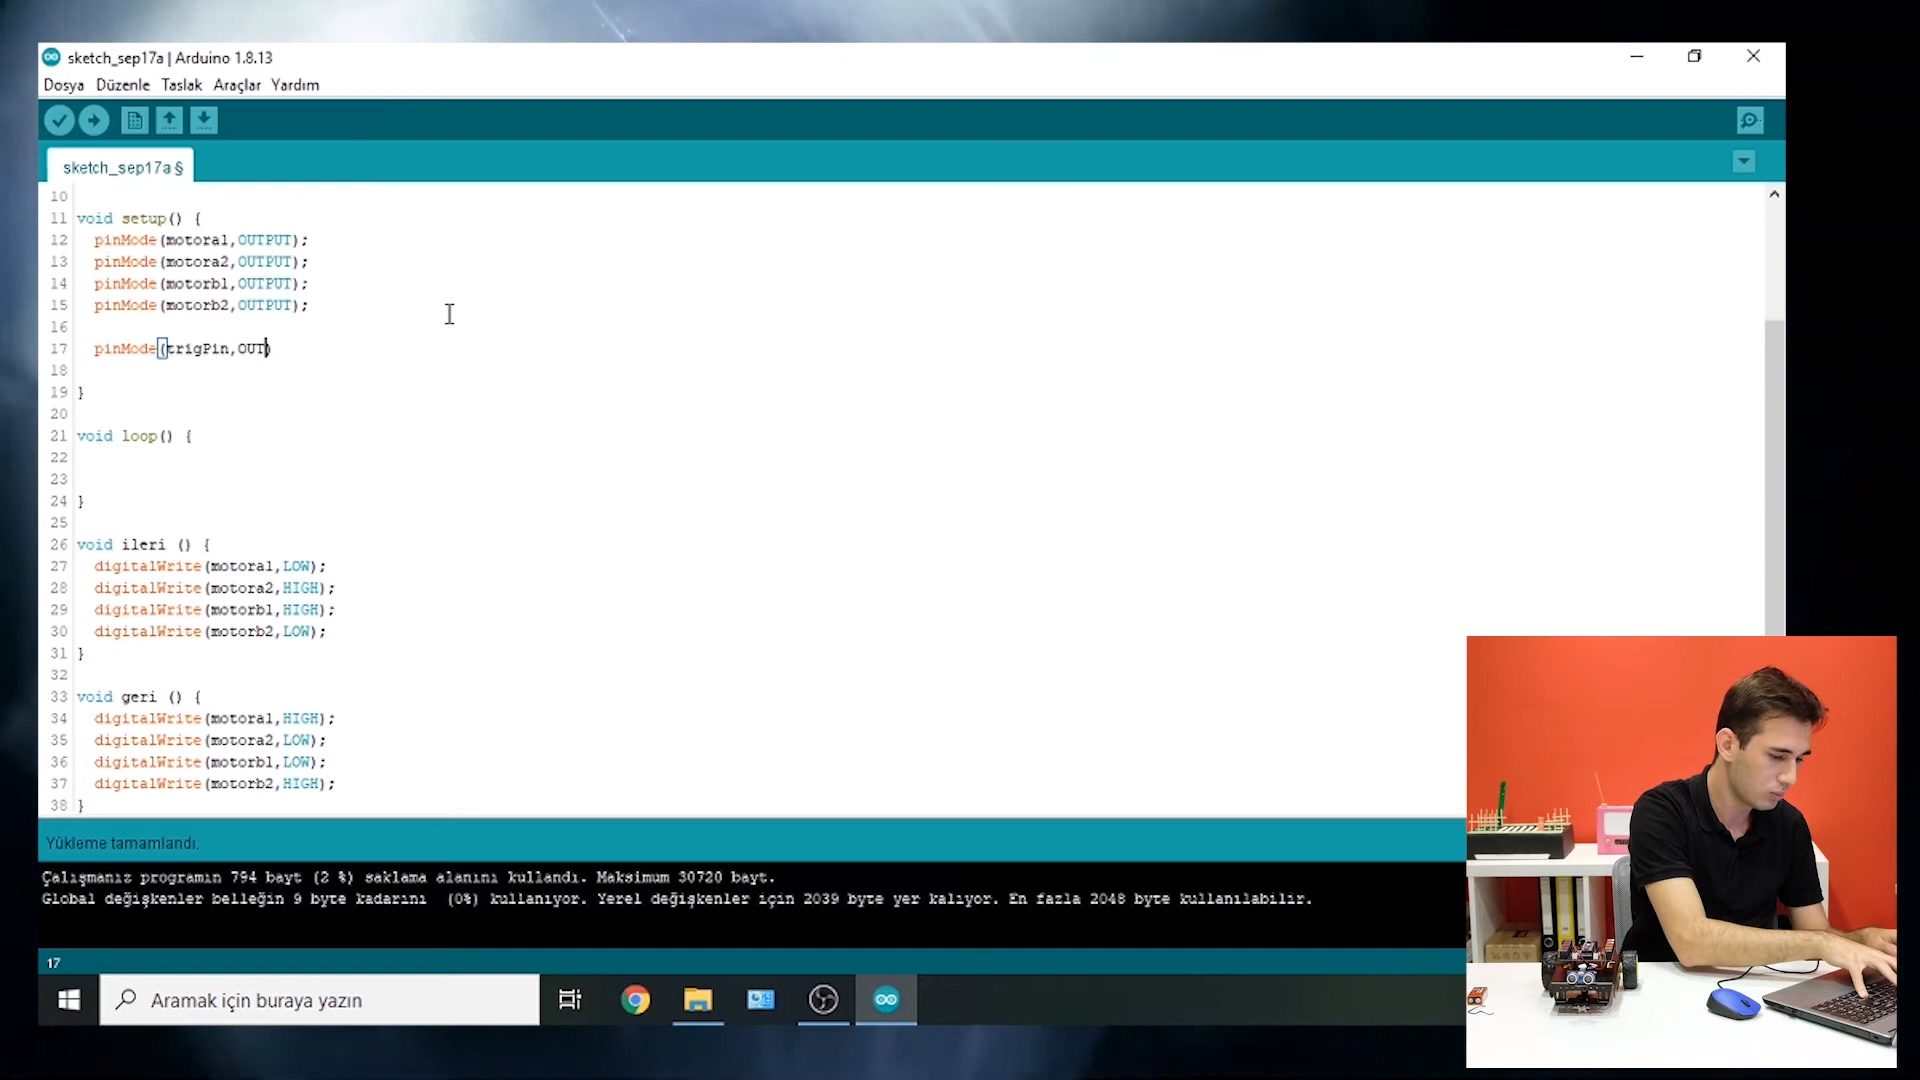 sketch_sep17a | Arduino 1.8.13
Dosya Düzenle Taslak Araçlar Yardım
sketch_sep17a §
10
11 void setup() {
12 pinMode(motora1,OUTPUT);
13 pinMode(motora2,OUTPUT);
14 pinMode(motorb1,OUTPUT);
15 pinMode(motorb2,OUTPUT);
16
17 pinMode(trigPin,OUT)
18
19 }
20
21 void loop() {
22
23
24 }
25
26 void ileri () {
27 digitalWrite(motora1,LOW);
28 digitalWrite(motora2,HIGH);
29 digitalWrite(motorb1,HIGH);
30 digitalWrite(motorb2,LOW);
31 }
32
33 void geri () {
34 digitalWrite(motora1,HIGH);
35 digitalWrite(motora2,LOW);
36 digitalWrite(motorb1,LOW);
37 digitalWrite(motorb2,HIGH);
38 }
Yükleme tamamlandı.
Çalışmanız programın 794 bayt (2 %) saklama alanını kullandı. Maksimum 30720 bayt.
Global değişkenler belleğin 9 byte kadarını (0%) kullanıyor. Yerel değişkenler için 2039 byte yer kalıyor. En fazla 2048 byte kullanılabilir.
17
Aramak için buraya yazın